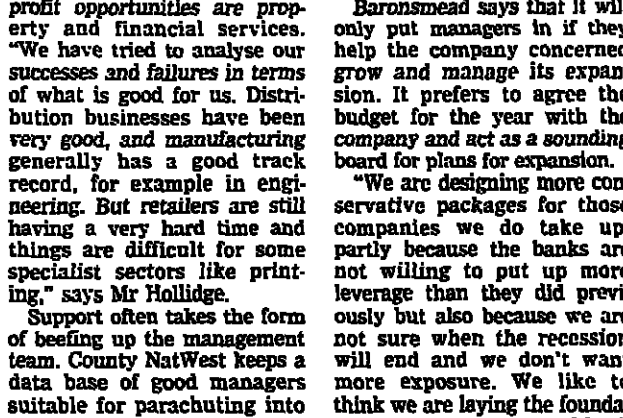 profit opportunities are prop-
erty and financial services.
"We have tried to analyse our
successes and failures in terms
of what is good for us. Distri-
bution businesses have been
very good, and manufacturing
generally has a good track
record, for example in engi-
neering. But retailers are still
having a very hard time and
things are difficult for some
specialist sectors like print-
ing," says Mr Hollidge.
Support often takes the form
of beefing up the management
team. County NatWest keeps a
data base of good managers
suitable for parachuting into
Baronsmead says that it will
only put managers in if they
help the company concerned
grow and manage its expan
sion. It prefers to agree the
budget for the year with the
company and act as a sounding
board for plans for expansion.
"We are designing more con
servative packages for those
companies we do take up
partly because the banks are
not willing to put up more
leverage than they did previ
ously but also because we are
not sure when the recession
will end and we don't want
more exposure. We like to
think we are laying the founda